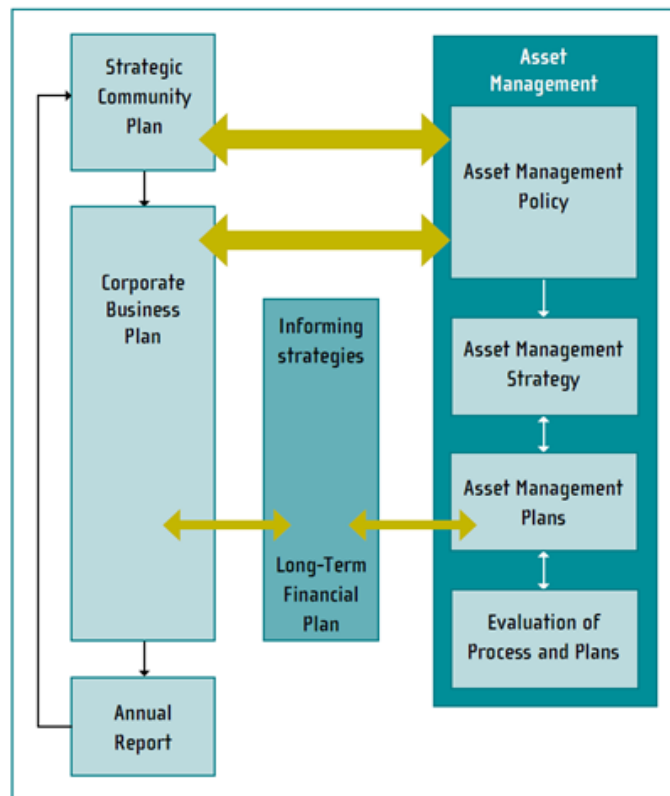 Strategic
Community
Plan
Corporate
Business
Plan
Annual
Report
Informing
strategies
Long-Term
Financial
Plan
Asset
Management
Asset Management
Policy
Asset Management
Strategy
Asset Management
Plans
Evaluation of
Process and Plans